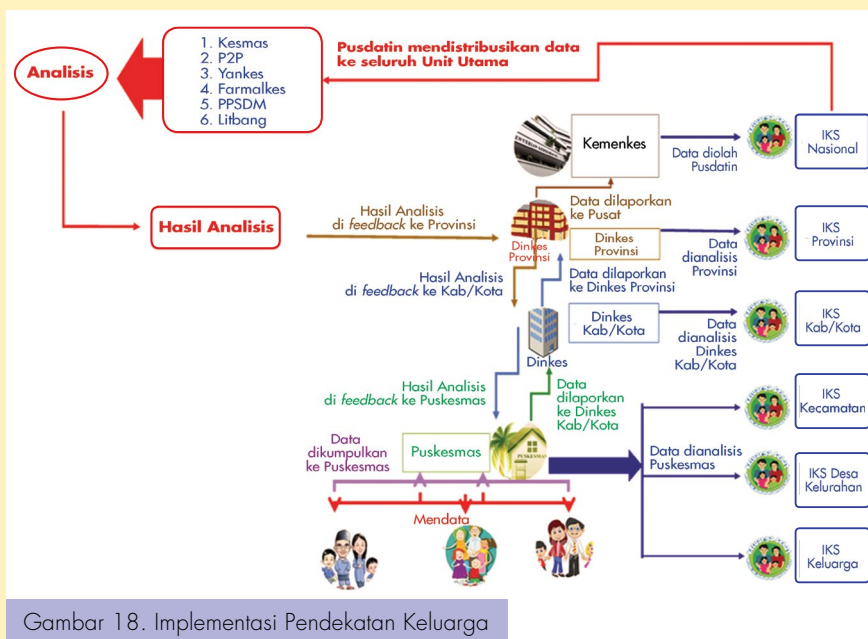 Analisis
1. Kesmas
2. P2P
3. Yankes
4. Farmalkes
5. PPSDM
6. Litbang
Pusdatin mendistribusikan data
ke seluruh Unit Utama
Kemenkes
Data diolah
Pusdatin
IKS
Nasional
Hasil Analisis
Hasil Analisis
di feedback ke Provinsi
Data dilaporkan
ke Pusat
Dinkes
Provinsi
Dinkes
Provinsi
Data
dianalisis
Provinsi
IKS
Provinsi
Hasil Analisis
di feedback ke Kab/Kota
Data dilaporkan
ke Dinkes Provinsi
Dinkes
Dinkes
Kab/Kota
Data
dianalisis
Dinkes
Kab/Kota
IKS
Kab/Kota
Hasil Analisis
di feedback ke Puskesmas
Data
dilaporkan
ke Dinkes
Kab/Kota
IKS
Kecamatan
Data
dikumpulkan
ke Puskesmas
Puskesmas
PUSKESMAS
Data dianalisis
Puskesmas
IKS Desa
Kelurahan
Mendata
IKS
Keluarga
Gambar 18. Implementasi Pendekatan Keluarga